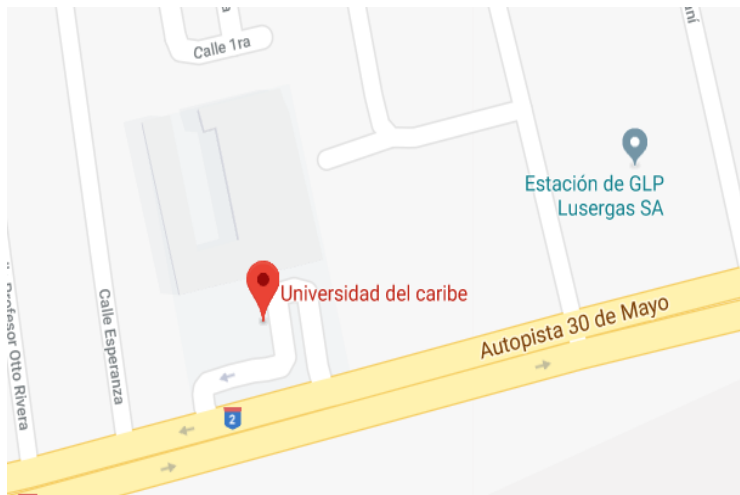 Calle 1ra
Estación de GLP
Lusergas SA
Universidad del caribe
Autopista 30 de Mayo
Calle Esperanza
Profesor Otto Rivera
2